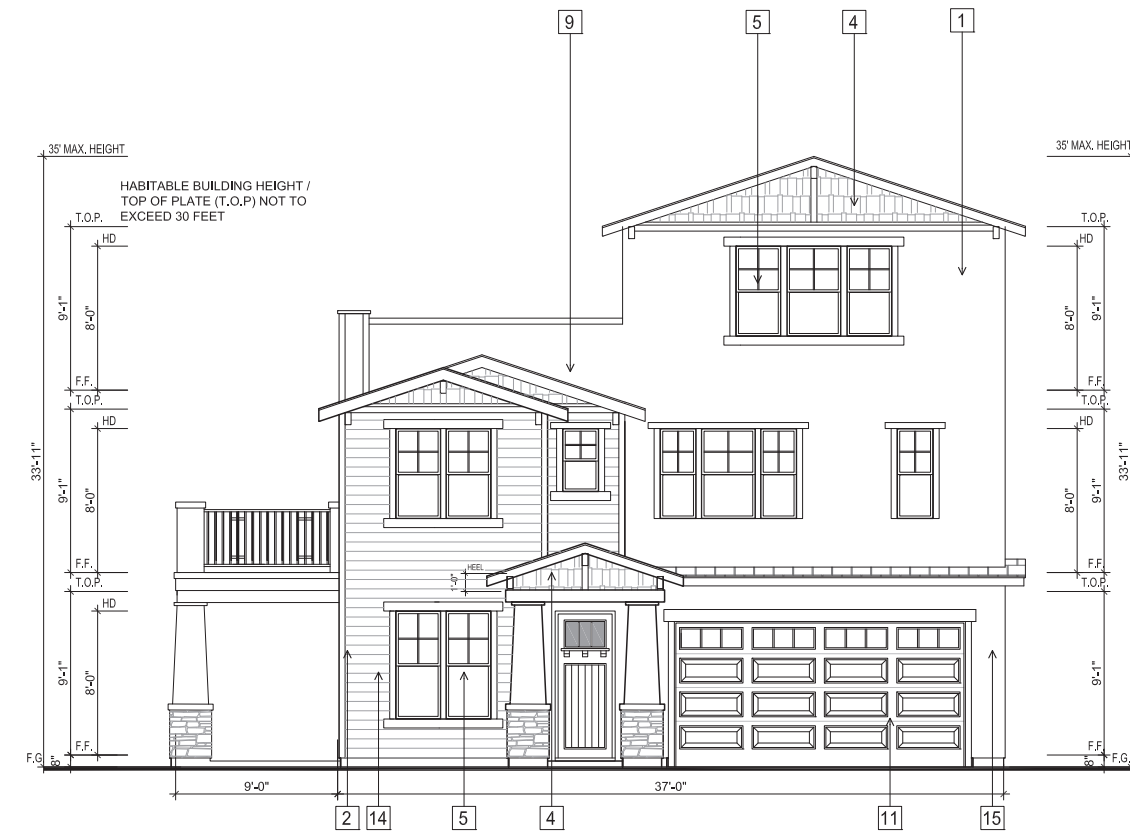 9
5
4
1
35' MAX. HEIGHT
35' MAX. HEIGHT
HABITABLE BUILDING HEIGHT /
TOP OF PLATE (T.O.P) NOT TO
EXCEED 30 FEET
T.O.P.
HD
9'-1"
8'-0"
F.F.
T.O.P.
HD
33'-11"
9'-1"
8'-0"
F.F.
T.O.P.
HD
9'-1"
8'-0"
F.F.
F.G.
8"
HEEL
1'-0"
T.O.P.
HD
8'-0"
9'-1"
F.F.
T.O.P.
HD
8'-0"
9'-1"
33'-11"
F.F.
T.O.P.
9'-1"
F.F.
8"
F.G.
9'-0"
37'-0"
2
14
5
4
11
15